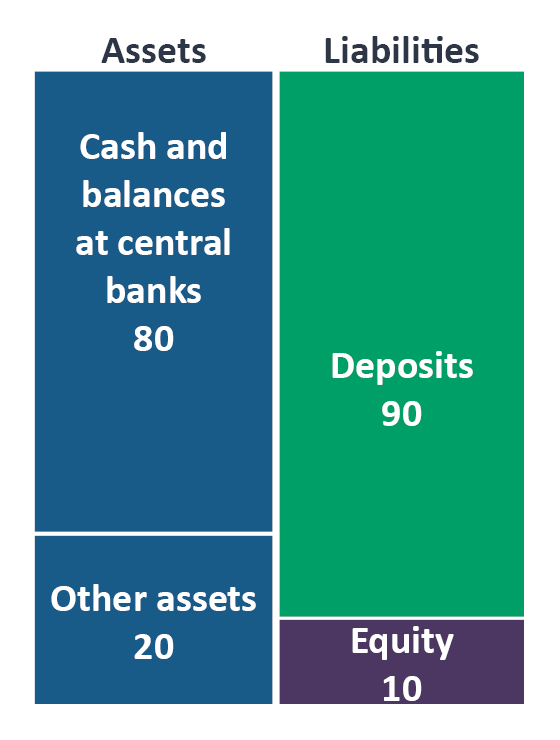 Assets
Cash and
balances
at central
banks
80
Other assets
20
Liabilities
Deposits
90
Equity
10